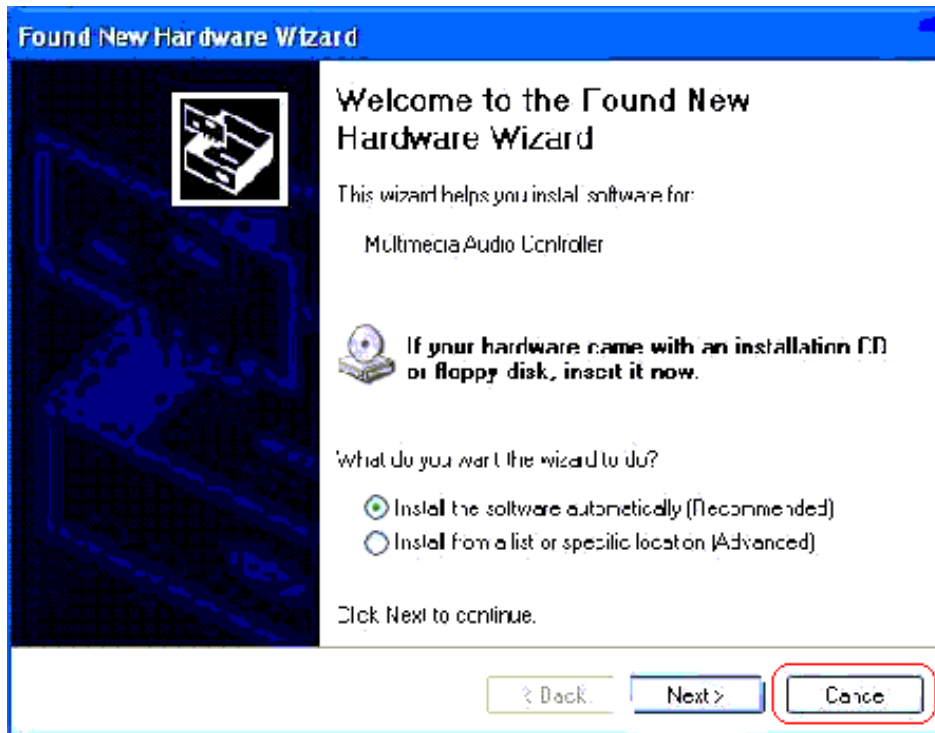 Found New Hardware Wizard
Welcome to the Found New
Hardware Wizard
This wizard helps you install software for:
Multimedia Audio Controller
If your hardware came with an installation CD
or floppy disk, insert it now.
What do you want the wizard to do?
Install the software automatically (Recommended)
Install from a list or specific location (Advanced)
Click Next to continue.
< Back
Next >
Cancel